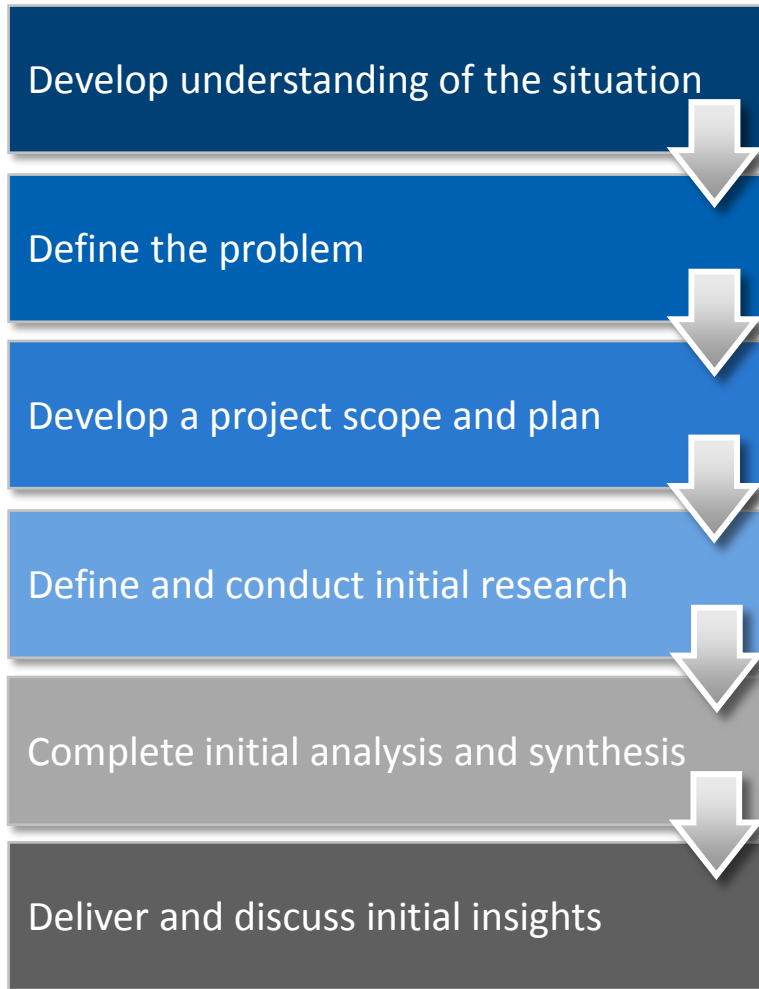 Develop understanding of the situation
Define the problem
Develop a project scope and plan
Define and conduct initial research
Complete initial analysis and synthesis
Deliver and discuss initial insights